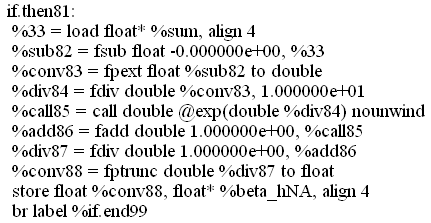 if.then81:
%33 = load float* %sum, align 4
%sub82 = fsub float -0.000000e+00, %33
%conv83 = fpext float %sub82 to double
%div84 = fdiv double %conv83, 1.000000e+01
%call85 = call double @exp(double %div84) nounwind
%add86 = fadd double 1.000000e+00, %call85
%div87 = fdiv double 1.000000e+00, %add86
%conv88 = fptrunc double %div87 to float
store float %conv88, float* %beta_hNA, align 4
br label %if.end99